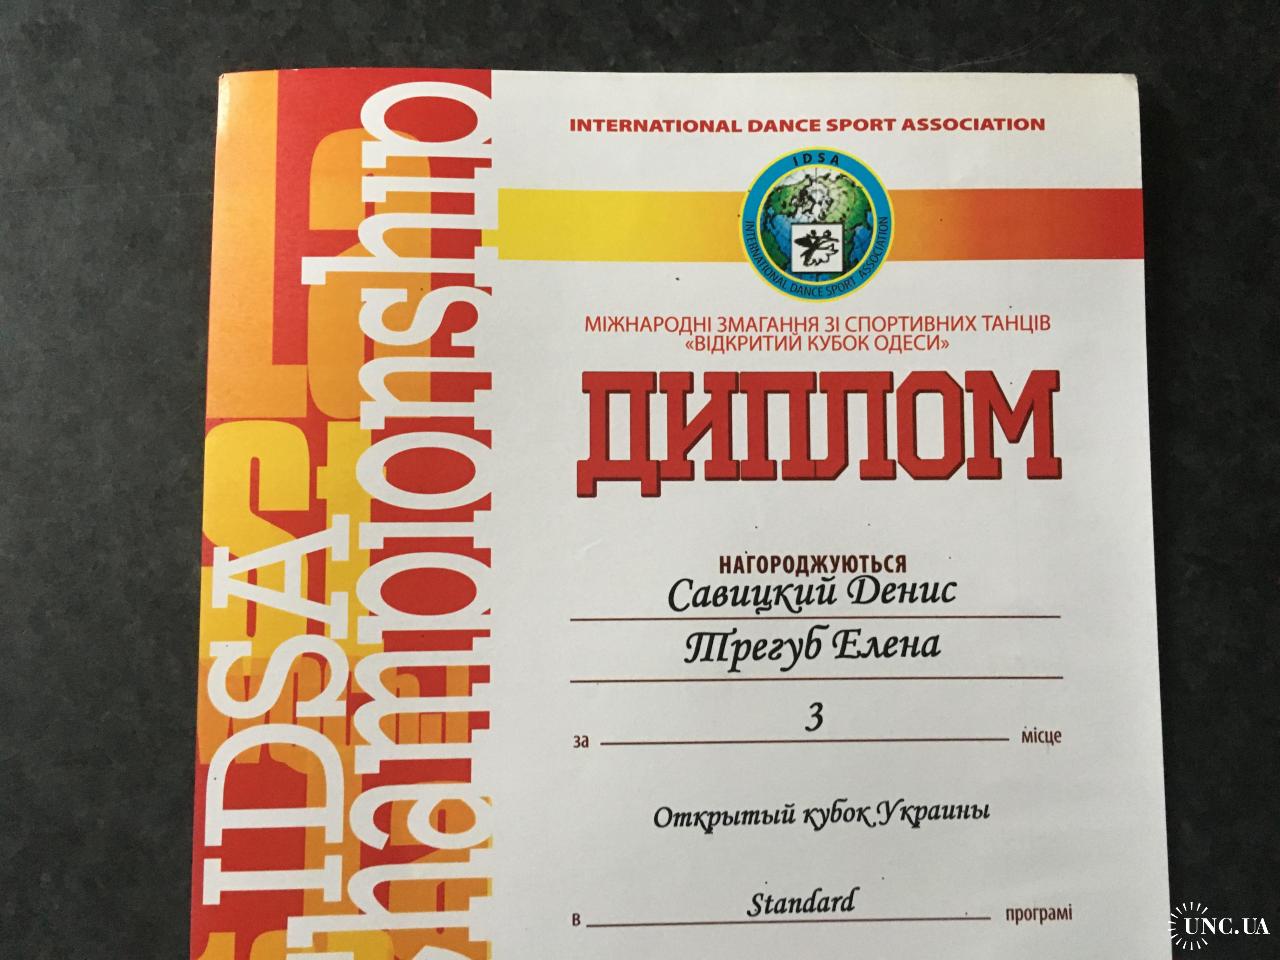 INTERNATIONAL DANCE SPORT ASSOCIATION
IDSA
INTERNATIONAL DANCE SPORT ASSOCIATION
МІЖНАРОДНІ ЗМАГАННЯ ЗІ СПОРТИВНИХ ТАНЦІВ
«ВІДКРИТИЙ КУБОК ОДЕСИ»
ДИПЛОМ
НАГОРОДЖУЮТЬСЯ
Савицкий Денис
Трегуб Елена
за 3 місце
Открытый кубок Украины
в Standard програмі
IDSA
hampionship
UNC.UA